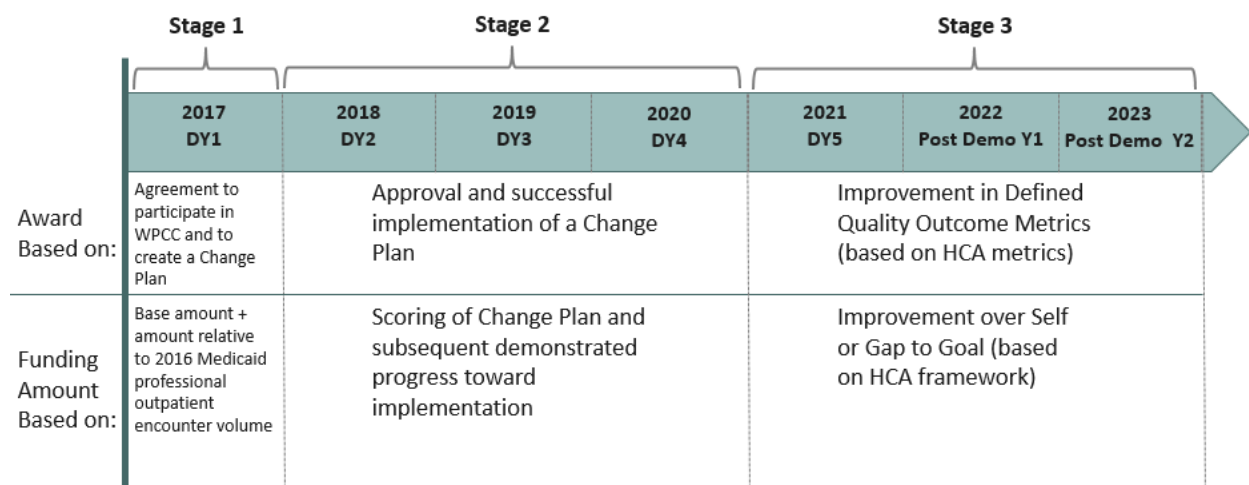 Stage 1
Stage 2
Stage 3
2017
DY1
2018
DY2
2019
DY3
2020
DY4
2021
DY5
2022
Post Demo Y1
2023
Post Demo Y2
Award
Based on:
Agreement to
participate in
WPCC and to
create a Change
Plan
Approval and successful
implementation of a Change
Plan
Improvement in Defined
Quality Outcome Metrics
(based on HCA metrics)
Funding
Amount
Based on:
Base amount +
amount relative
to 2016 Medicaid
professional
outpatient
encounter volume
Scoring of Change Plan and
subsequent demonstrated
progress toward
implementation
Improvement over Self
or Gap to Goal (based
on HCA framework)